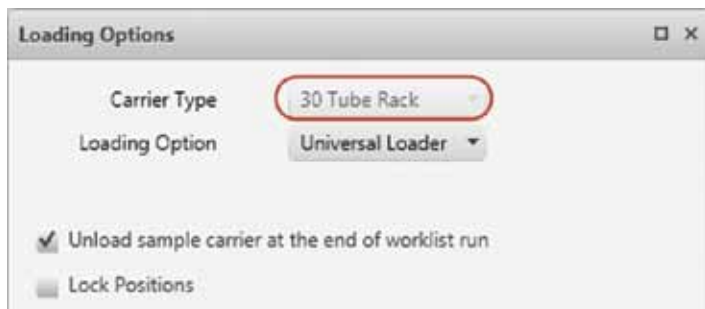 Loading Options
Carrier Type 30 Tube Rack
Loading Option Universal Loader
Unload sample carrier at the end of worklist run
Lock Positions